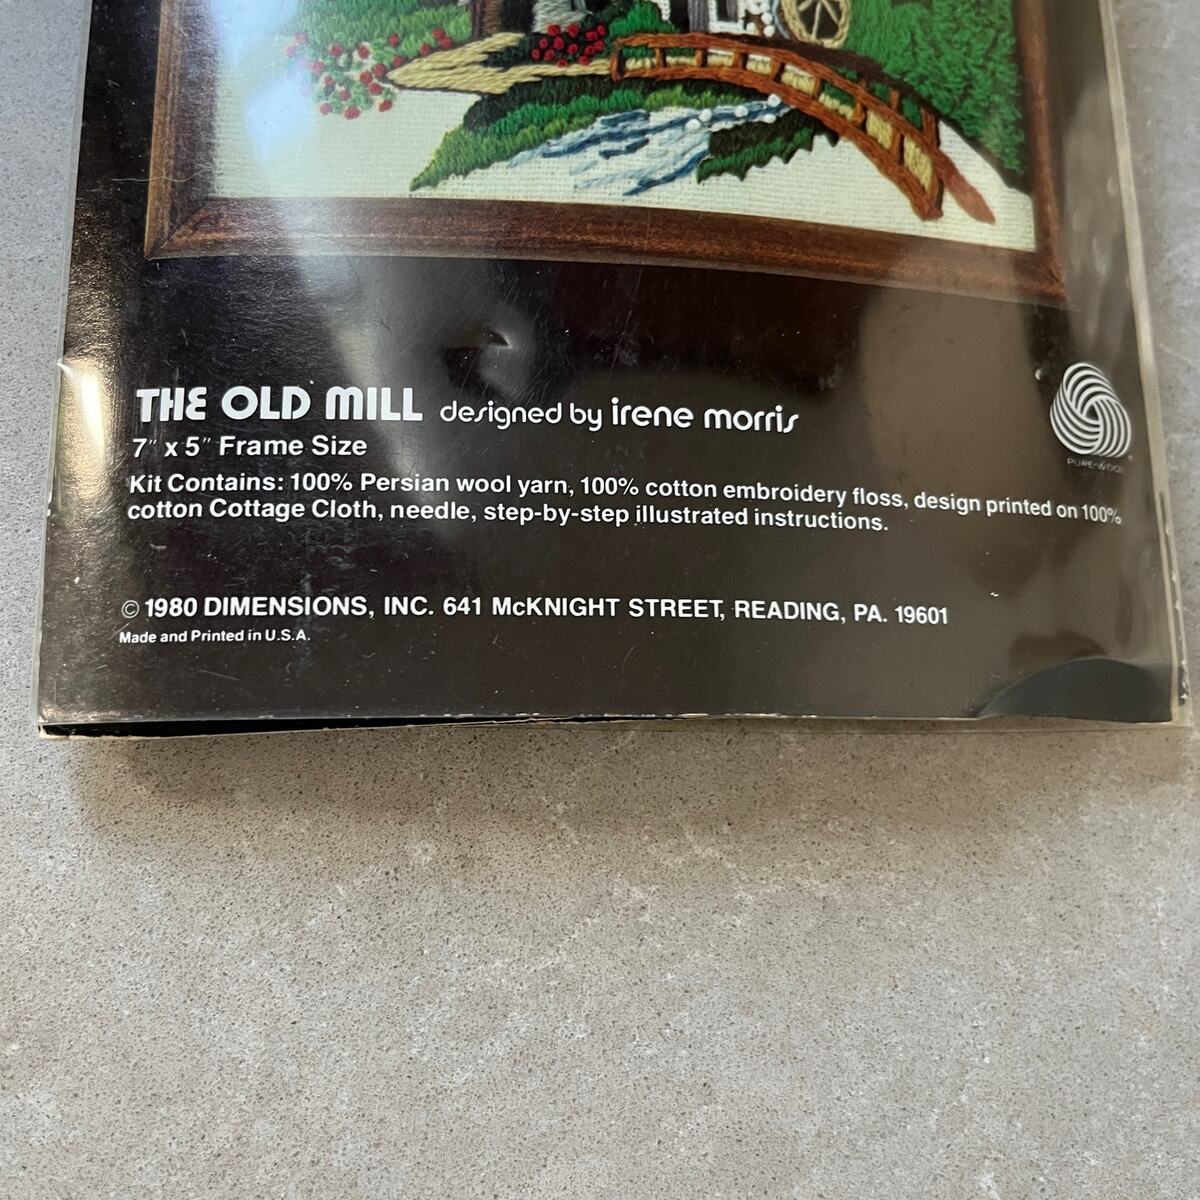 THE OLD MILL designed by irene morris
7" x 5" Frame Size
Kit Contains: 100% Persian wool yarn, 100% cotton embroidery floss, design printed on 100%
cotton Cottage Cloth, needle, step-by-step illustrated instructions.
PURE WOOL
© 1980 DIMENSIONS, INC. 641 McKNIGHT STREET, READING, PA. 19601
Made and Printed in U.S.A.